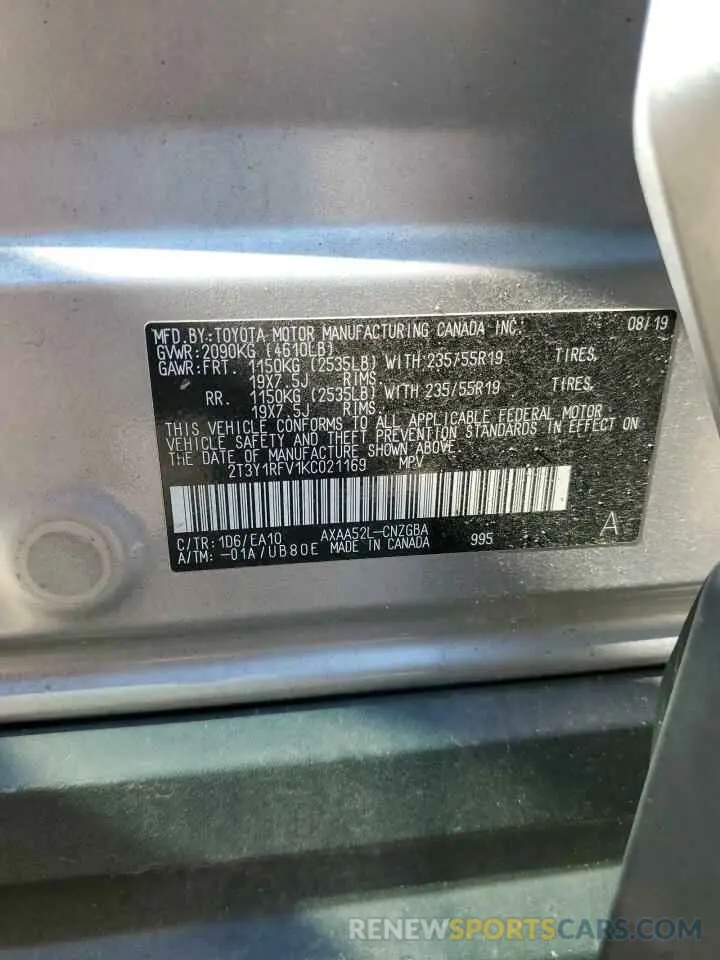 MFD.BY:TOYOTA MOTOR MANUFACTURING CANADA INC. 08/19
GVWR:2090KG (4610LB)
GAWR:FRT. 1150KG (2535LB) WITH 235/55R19 TIRES,
19X7.5J RIMS.
RR. 1150KG (2535LB) WITH 235/55R19 TIRES,
19X7.5J RIMS.
THIS VEHICLE CONFORMS TO ALL APPLICABLE FEDERAL MOTOR
VEHICLE SAFETY AND THEFT PREVENTION STANDARDS IN EFFECT ON
THE DATE OF MANUFACTURE SHOWN ABOVE.
2T3Y1RFV1KC021169 MPV
C/TR: 1D6/EA10 AXAA52L-CNZGBA 995 A
A/TM: -01A/UB80E MADE IN CANADA
RENEWSPORTSCARS.COM